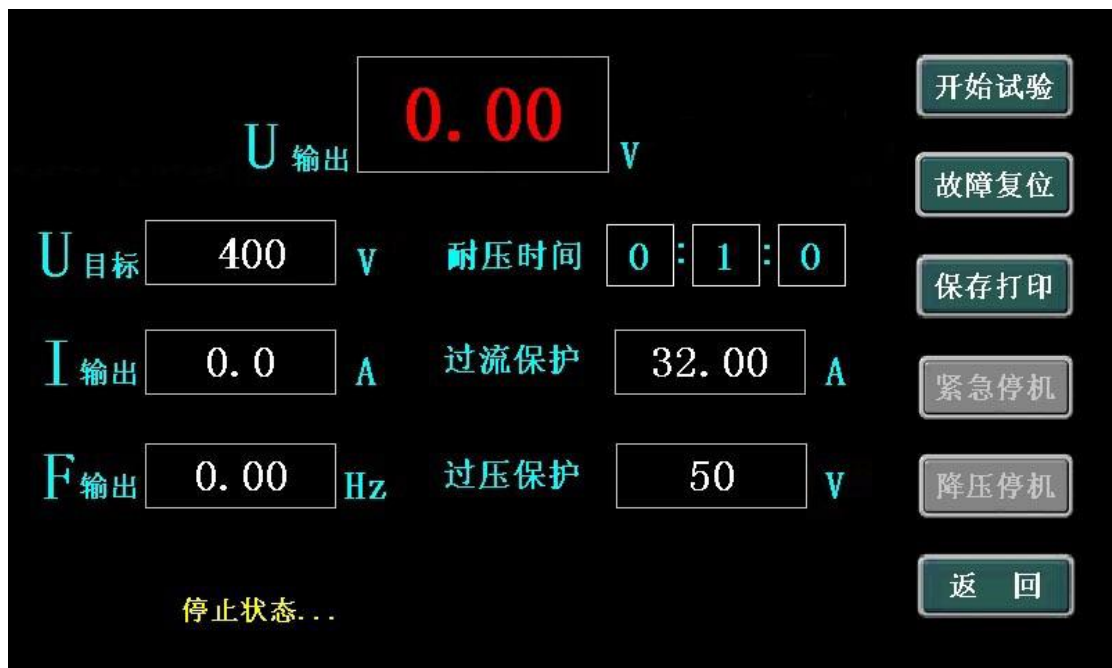 U输出 0.00 V
U目标 400 V 耐压时间 0:1:0
I输出 0.0 A 过流保护 32.00 A
F输出 0.00 Hz 过压保护 50 V
停止状态...
开始试验
故障复位
保存打印
紧急停机
降压停机
返 回